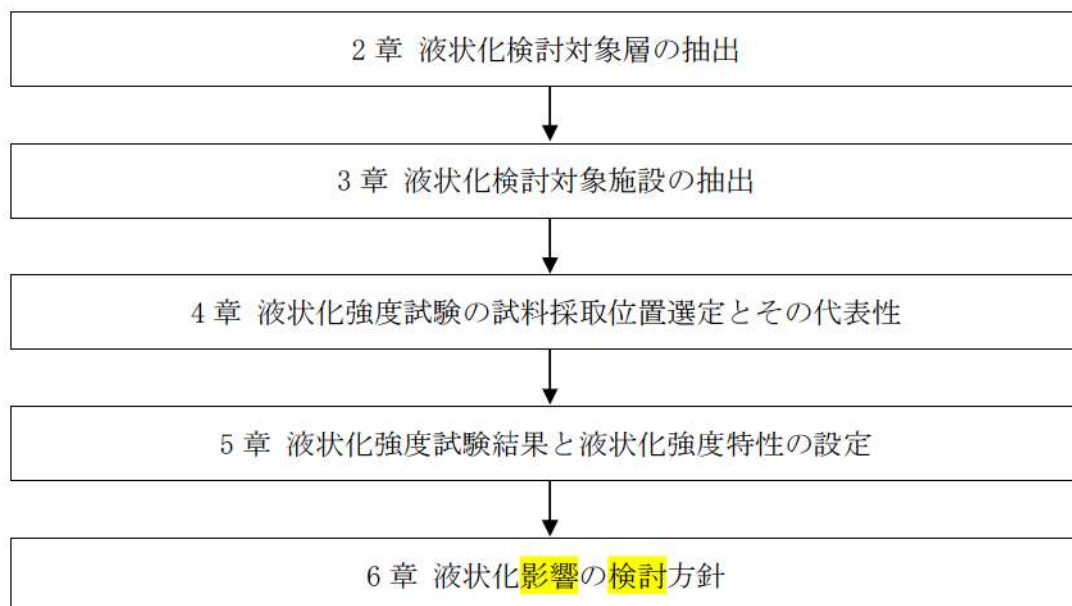 2章 液状化検討対象層の抽出
3章 液状化検討対象施設の抽出
4章 液状化強度試験の試料採取位置選定とその代表性
5章 液状化強度試験結果と液状化強度特性の設定
6章 液状化影響の検討方針